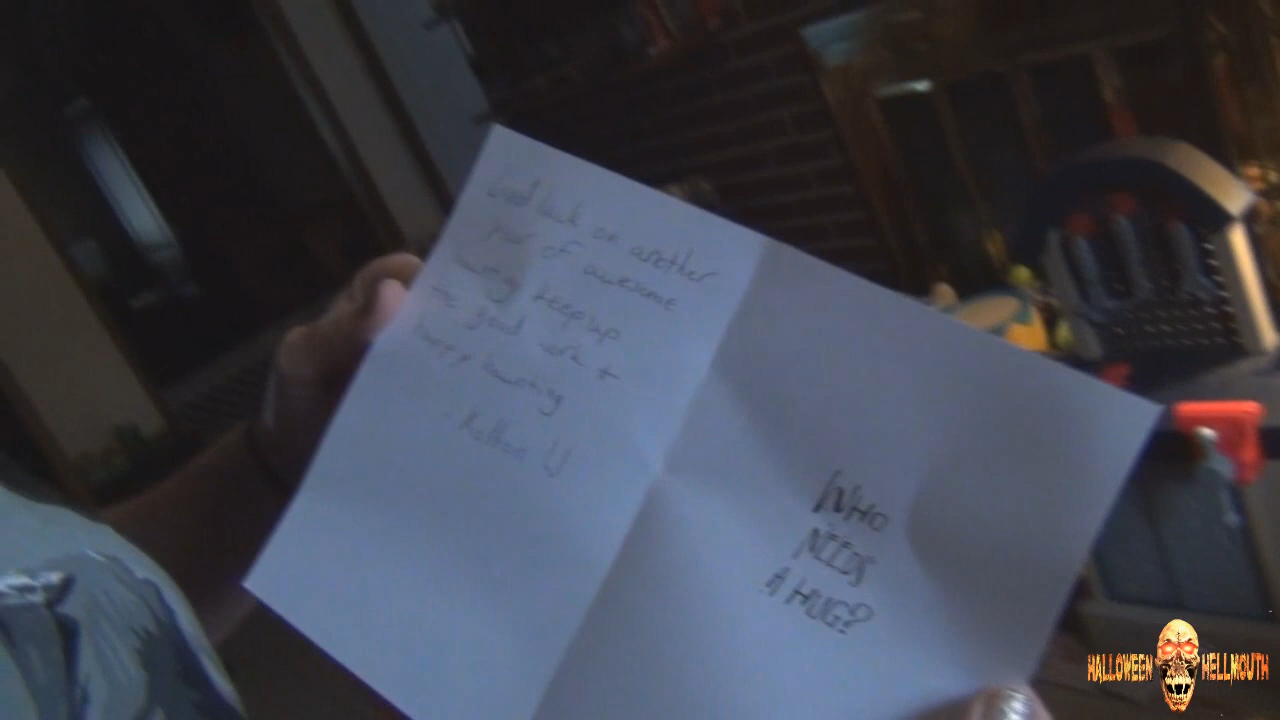 Good luck on another
year of awesome
keep up
the good work +
happy haunting
WHO
NEEDS
A HUG?
HALLOWEEN HELLMOUTH